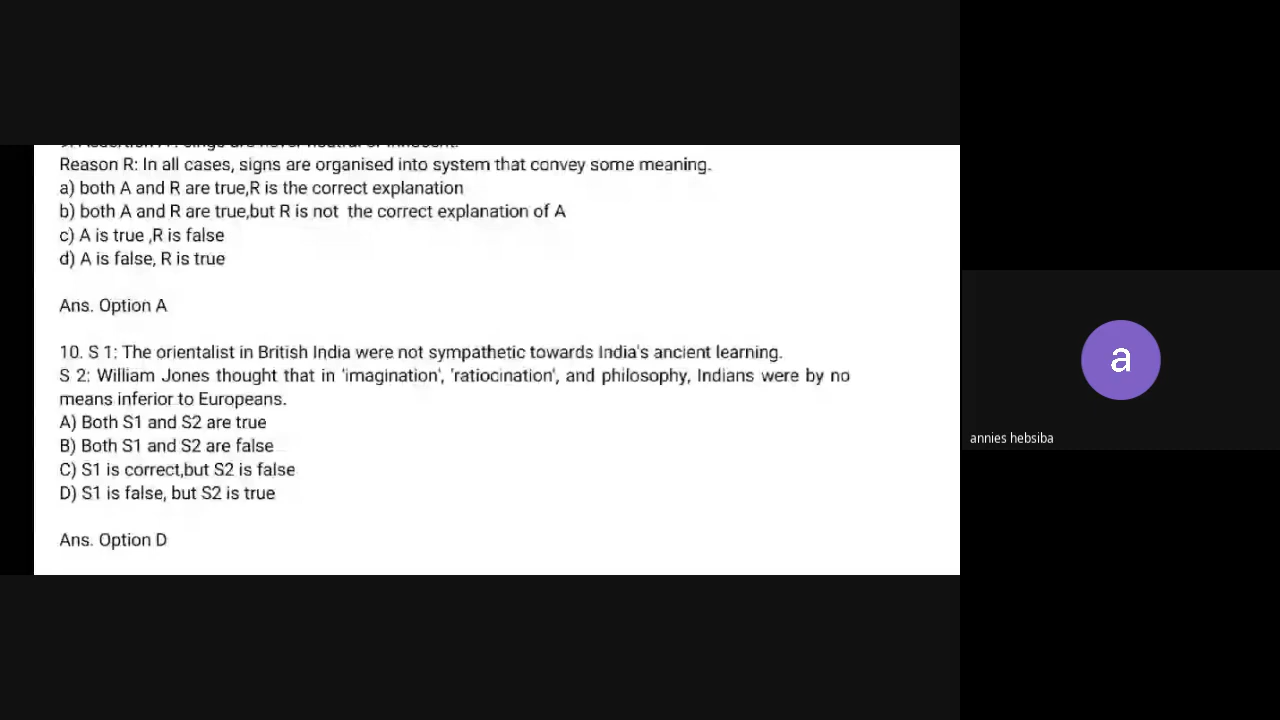 Reason R: In all cases, signs are organised into system that convey some meaning.
a) both A and R are true,R is the correct explanation
b) both A and R are true,but R is not the correct explanation of A
c) A is true ,R is false
d) A is false, R is true
Ans. Option A
10. S 1: The orientalist in British India were not sympathetic towards India's ancient learning.
S 2: William Jones thought that in 'imagination', 'ratiocination', and philosophy, Indians were by no
means inferior to Europeans.
A) Both S1 and S2 are true
B) Both S1 and S2 are false
C) S1 is correct,but S2 is false
D) S1 is false, but S2 is true
Ans. Option D
a
annies hebsiba